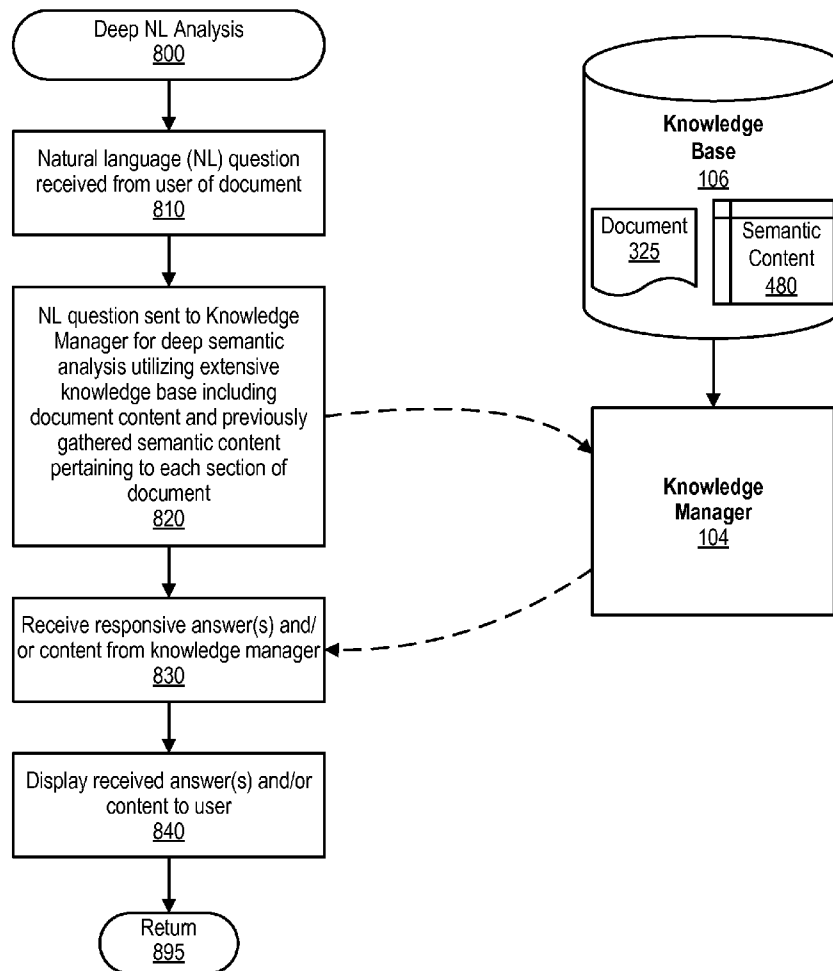 Deep NL Analysis
800
Natural language (NL) question
received from user of document
810
NL question sent to Knowledge
Manager for deep semantic
analysis utilizing extensive
knowledge base including
document content and previously
gathered semantic content
pertaining to each section of
document
820
Receive responsive answer(s) and/
or content from knowledge manager
830
Display received answer(s) and/or
content to user
840
Return
895
Knowledge
Base
106
Document
325
Semantic
Content
480
Knowledge
Manager
104